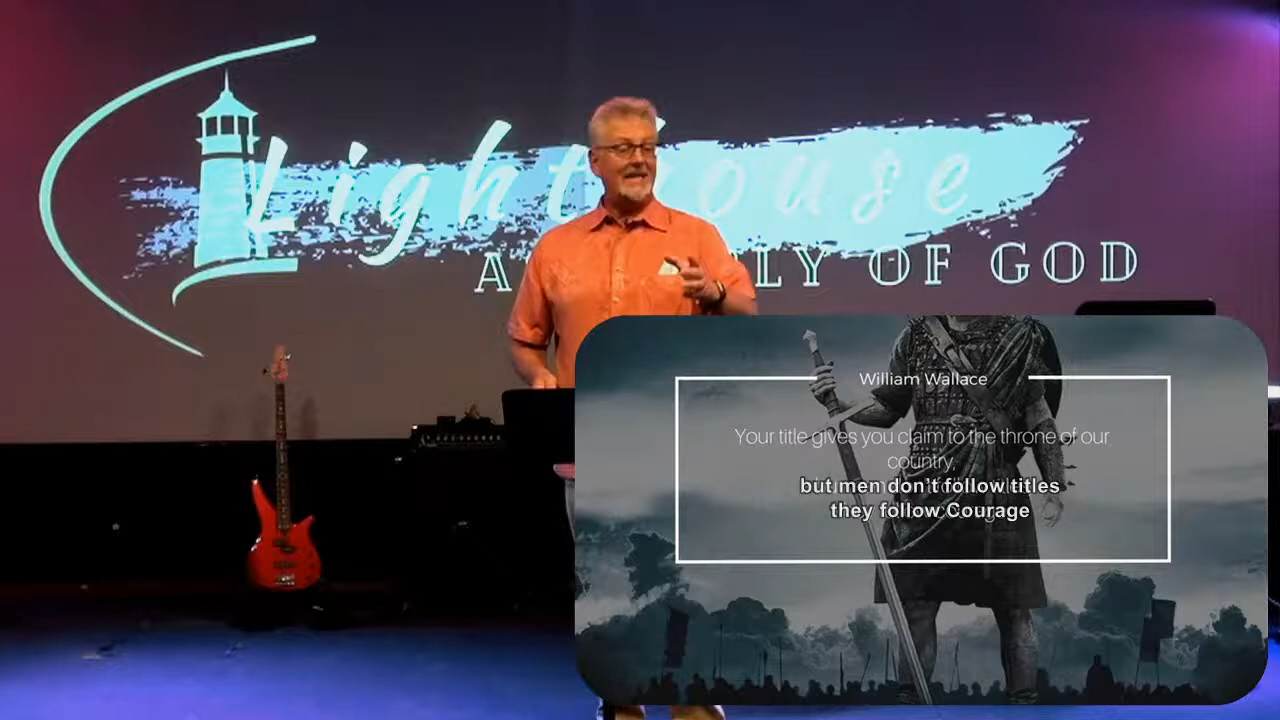 Lighthouse
OF GOD
William Wallace
Your title gives you claim to the throne of our
country,
but men don't follow titles
they follow Courage